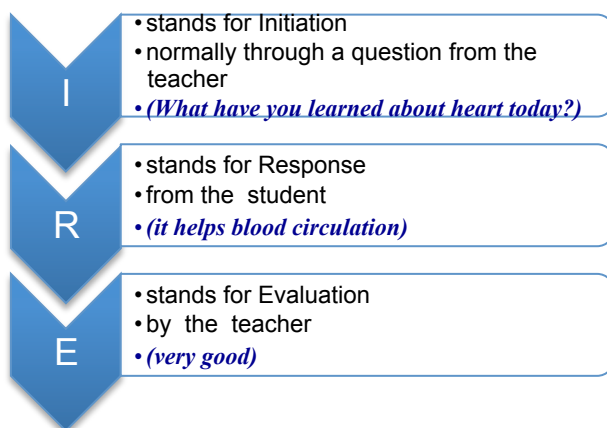 I
• stands for Initiation
• normally through a question from the
teacher
• (What have you learned about heart today?)
R
• stands for Response
• from the student
• (it helps blood circulation)
E
• stands for Evaluation
• by the teacher
• (very good)